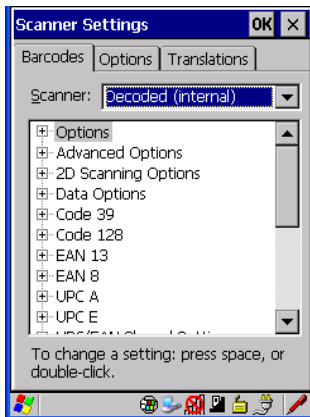 Scanner Settings OK
Barcodes Options Translations
Scanner: Decoded (internal)
Options
Advanced Options
2D Scanning Options
Data Options
Code 39
Code 128
EAN 13
EAN 8
UPC A
UPC E
To change a setting: press space, or
double-click.